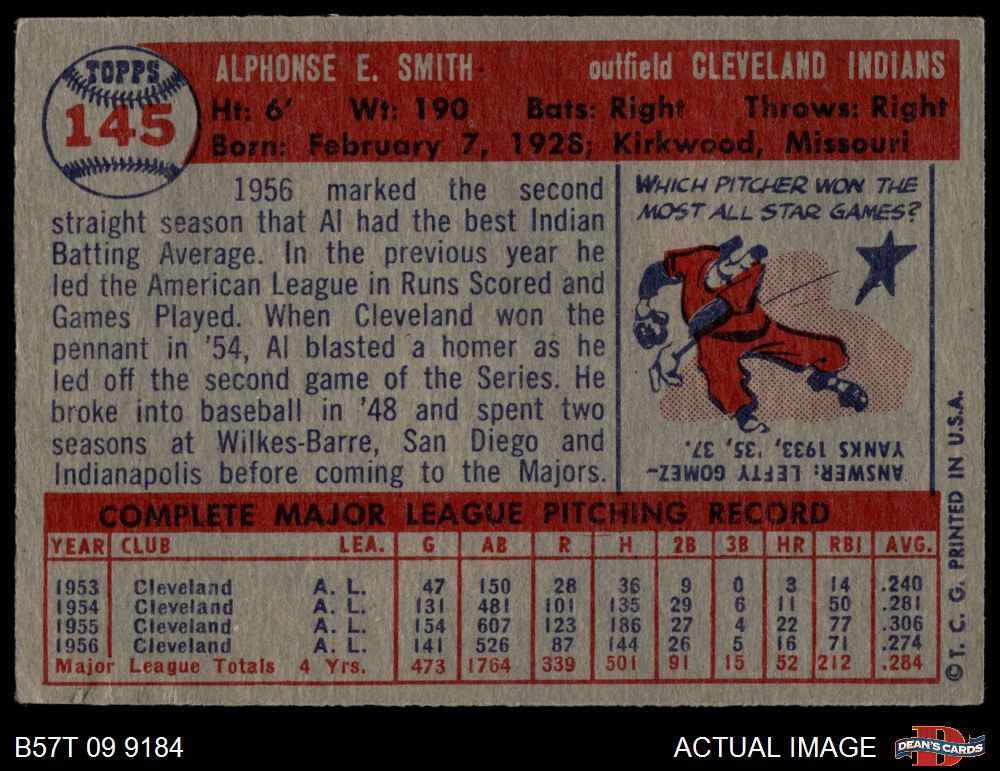 TOPPS
145
ALPHONSE E. SMITH outfield CLEVELAND INDIANS
Ht: 6' Wt: 190 Bats: Right Throws: Right
Born: February 7, 1928; Kirkwood, Missouri
1956 marked the second
straight season that Al had the best Indian
Batting Average. In the previous year he
led the American League in Runs Scored and
Games Played. When Cleveland won the
pennant in '54, Al blasted a homer as he
led off the second game of the Series. He
broke into baseball in '48 and spent two
seasons at Wilkes-Barre, San Diego and
Indianapolis before coming to the Majors.
WHICH PITCHER WON THE
MOST ALL STAR GAMES?
ANSWER: LEFTY GOMEZ~
YANKS 1933, '35, '37.
COMPLETE MAJOR LEAGUE PITCHING RECORD
YEAR CLUB LEA. G AB R H 2B 3B HR RBI AVG.
1953 Cleveland A. L. 47 150 28 36 9 0 3 14 .240
1954 Cleveland A. L. 131 481 101 135 29 6 11 50 .281
1955 Cleveland A. L. 154 607 123 186 27 4 22 77 .306
1956 Cleveland A. L. 141 526 87 144 26 5 16 71 .274
Major League Totals 4 Yrs. 473 1764 339 501 91 15 52 212 .284
©T. C. G. PRINTED IN U.S.A.
B57T 09 9184
ACTUAL IMAGE
DEAN'S CARDS